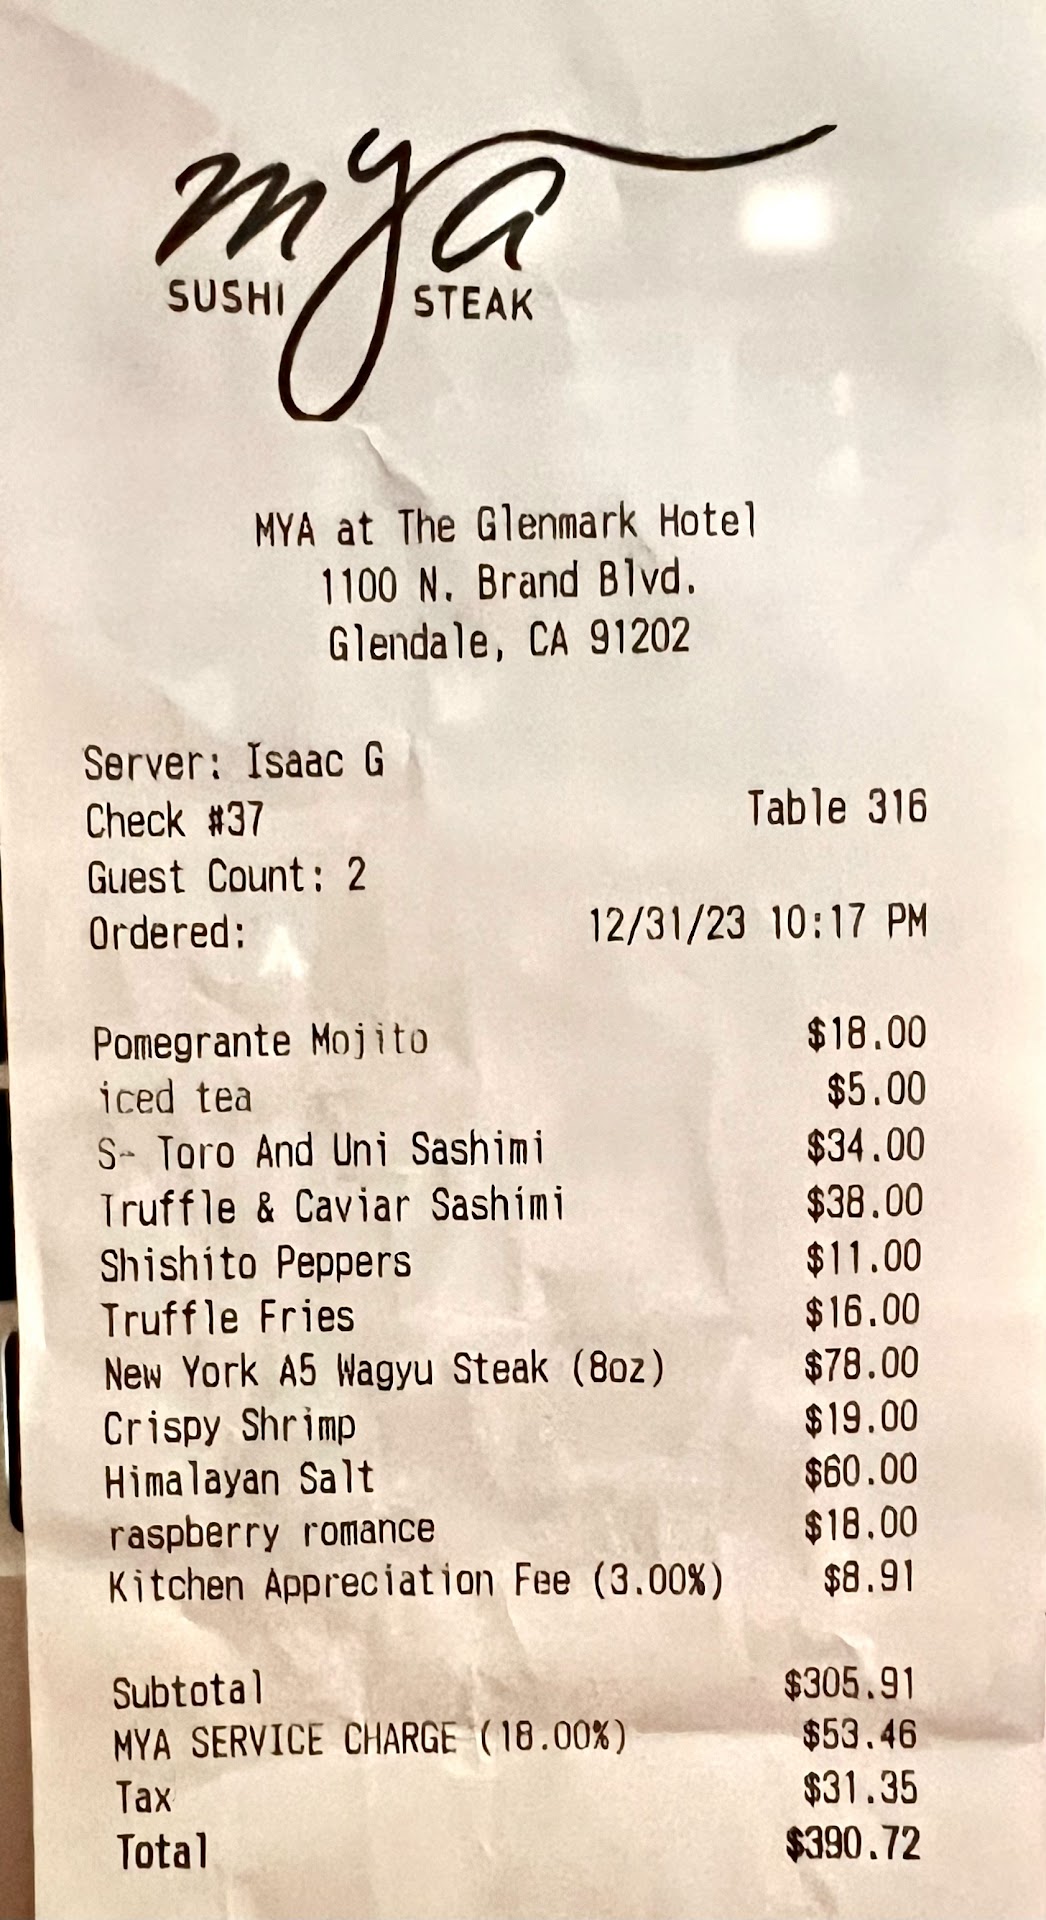 mya
SUSHI STEAK
MYA at The Glenmark Hotel
1100 N. Brand Blvd.
Glendale, CA 91202
Server: Isaac G
Check #37 Table 316
Guest Count: 2
Ordered: 12/31/23 10:17 PM
Pomegrante Mojito $18.00
iced tea $5.00
S- Toro And Uni Sashimi $34.00
Truffle & Caviar Sashimi $38.00
Shishito Peppers $11.00
Truffle Fries $16.00
New York A5 Wagyu Steak (8oz) $78.00
Crispy Shrimp $19.00
Himalayan Salt $60.00
raspberry romance $18.00
Kitchen Appreciation Fee (3.00%) $8.91
Subtotal $305.91
MYA SERVICE CHARGE (18.00%) $53.46
Tax $31.35
Total $390.72